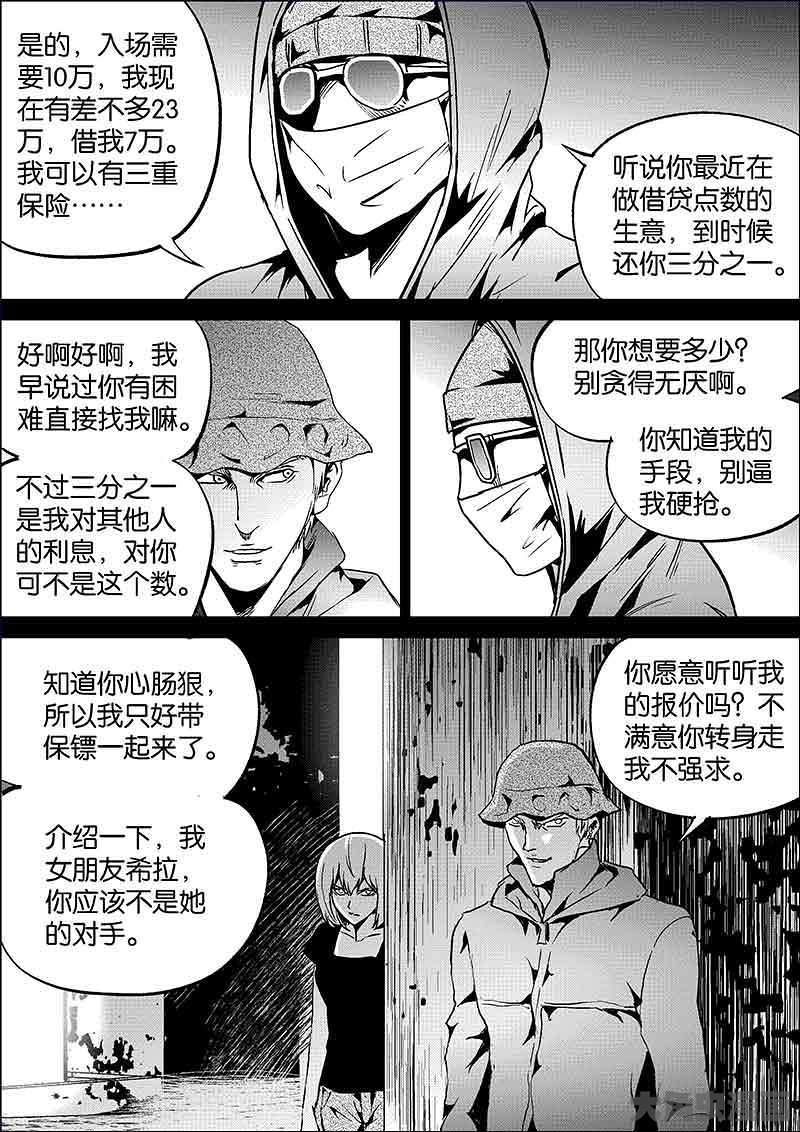 是的，入场需
要10万，我现
在有差不多23
万，借我7万。
我可以有三重
保险……
听说你最近在
做借贷点数的
生意，到时候
还你三分之一。
好啊好啊，我
早说过你有困
难直接找我嘛。
不过三分之一
是我对其他人
的利息，对你
可不是这个数。
那你想要多少？
别贪得无厌啊。
你知道我的
手段，别逼
我硬抢。
知道你心肠狠，
所以我只好带
保镖一起来了。
介绍一下，我
女朋友希拉，
你应该不是她
的对手。
你愿意听听我
的报价吗？不
满意你转身走
我不强求。